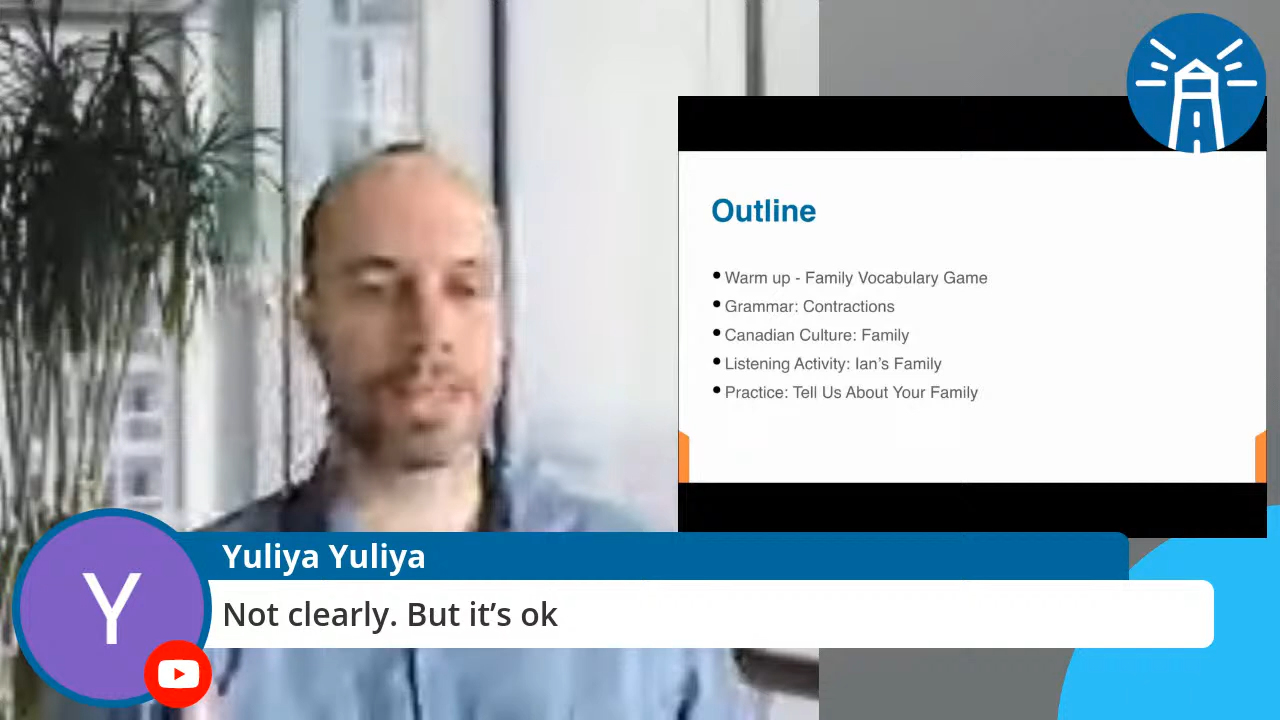 Outline
Warm up - Family Vocabulary Game
Grammar: Contractions
Canadian Culture: Family
Listening Activity: Ian's Family
Practice: Tell Us About Your Family
Y
Yuliya Yuliya
Not clearly. But it’s ok